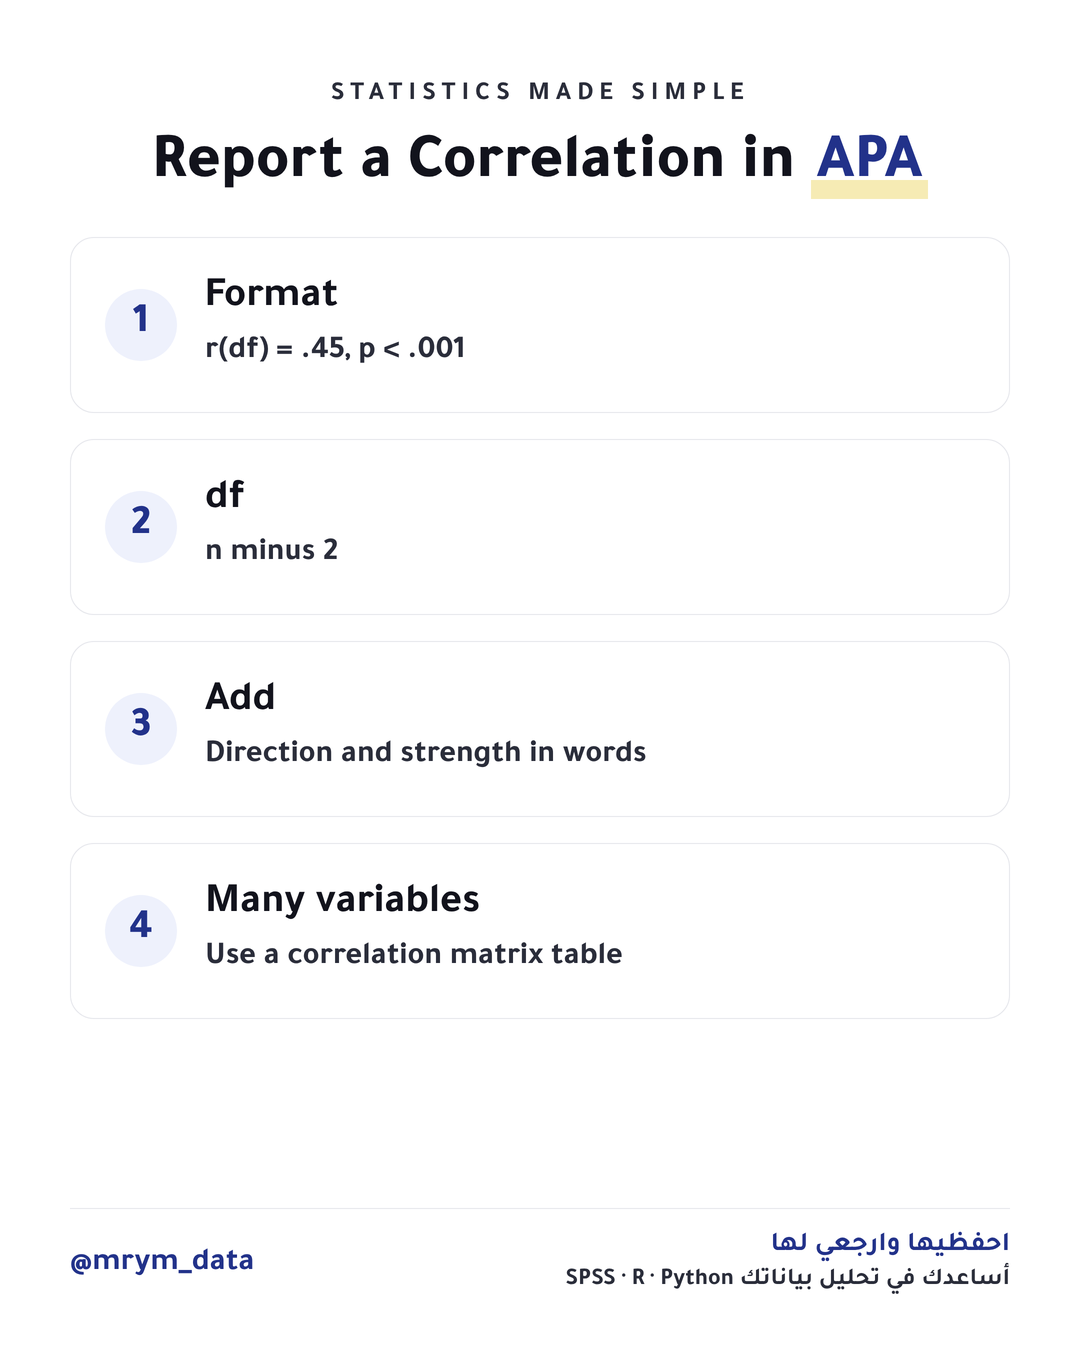 STATISTICS MADE SIMPLE
Report a Correlation in APA
1
Format
r(df) = .45, p < .001
2
df
n minus 2
3
Add
Direction and strength in words
4
Many variables
Use a correlation matrix table
احفظيها وارجعي لها
@mrym_data
أساعدك في تحليل بياناتك SPSS · R · Python